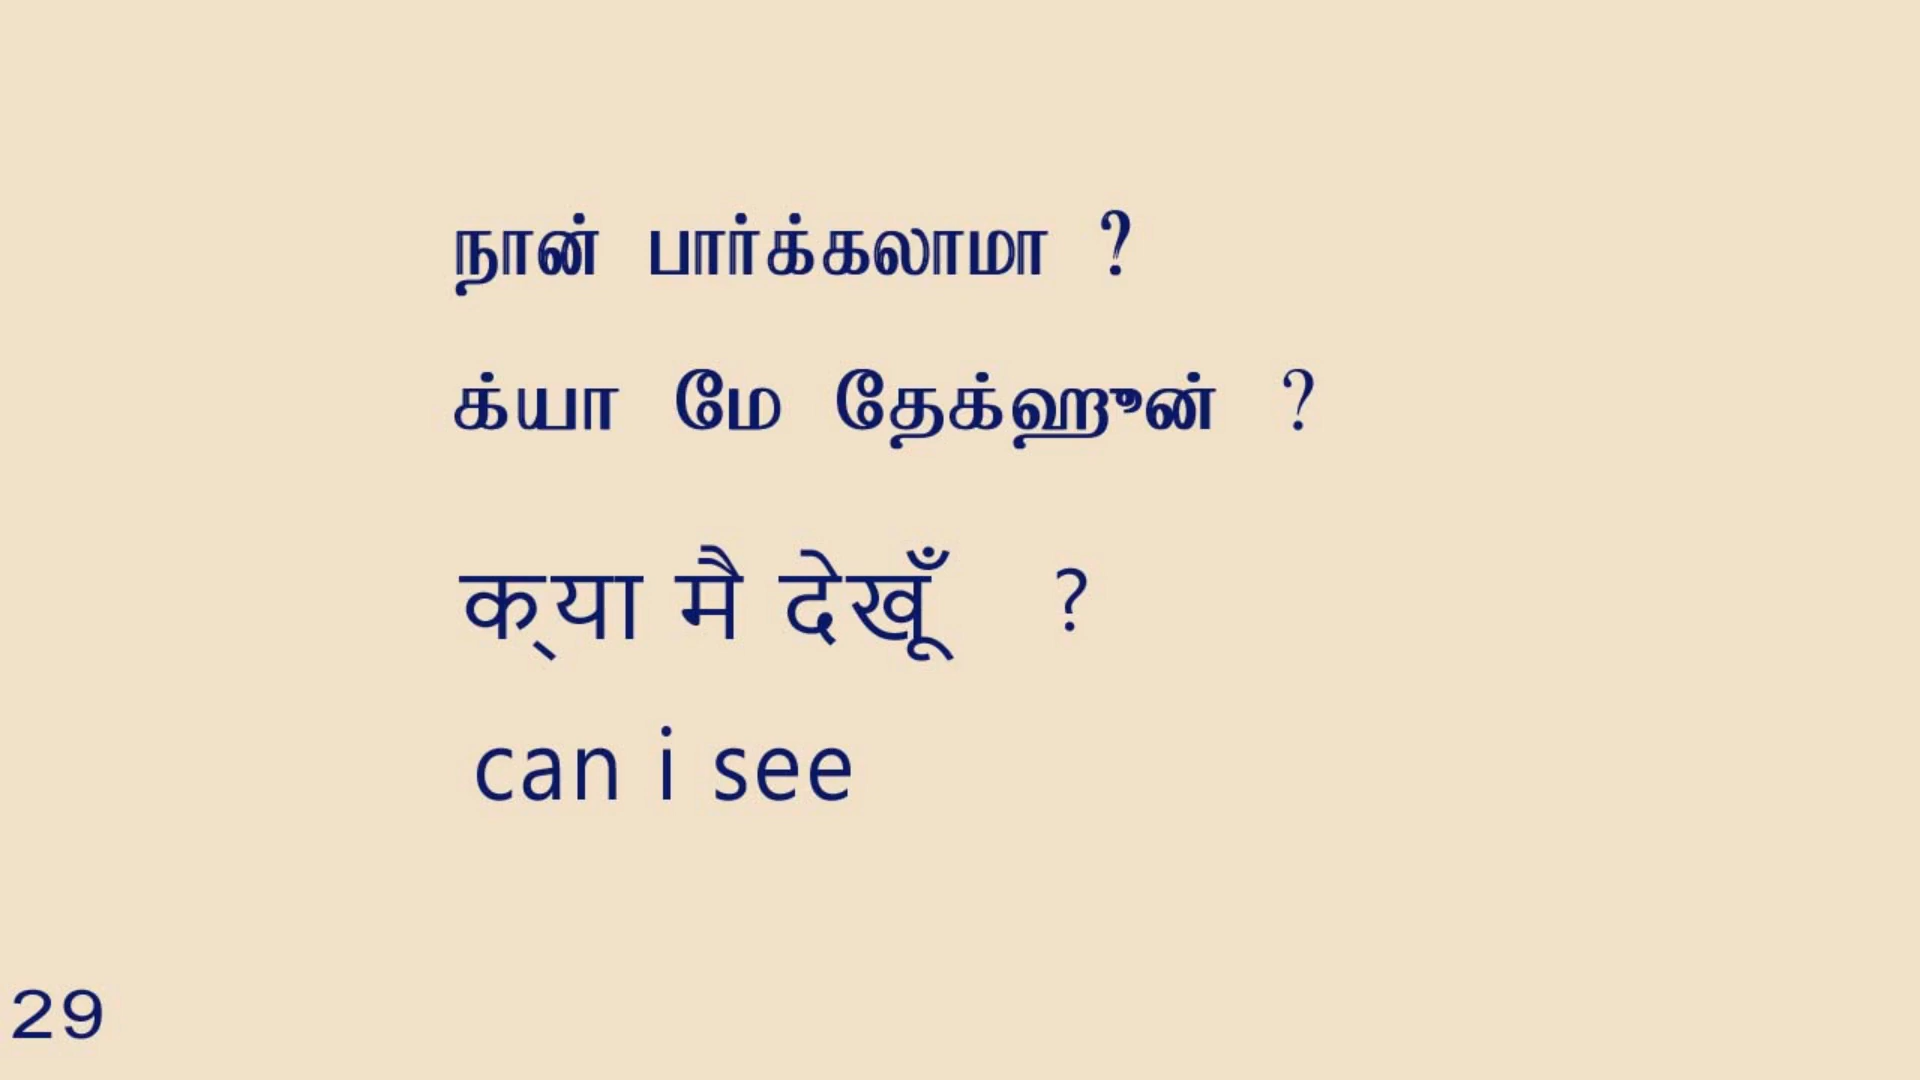 நான் பார்க்கலாமா ?
க்யா மே தேக்ஹூன் ?
क्‌या मै देखूँ ?
can i see
29